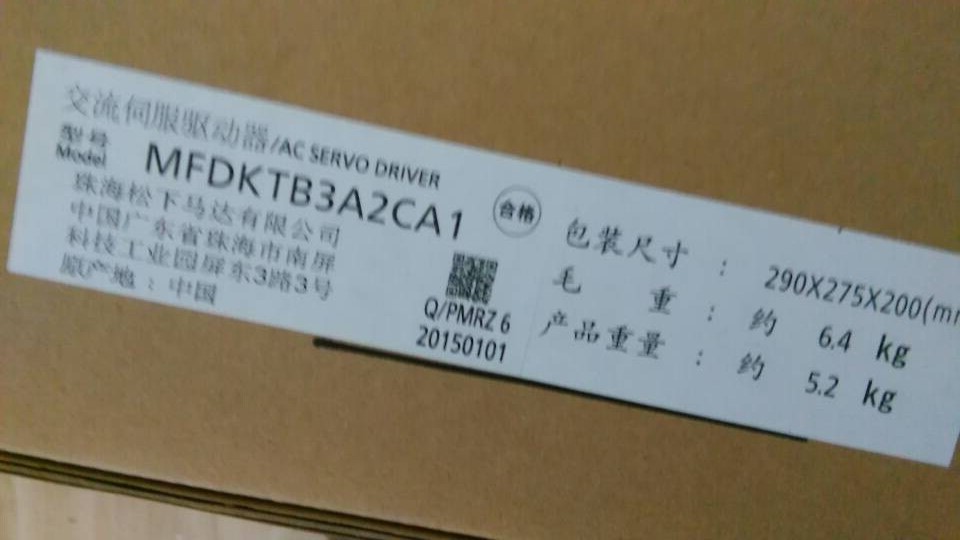 交流伺服驱动器/AC SERVO DRIVER
型号
Model
MFDKTB3A2CA1
合格
珠海松下马达有限公司
中国广东省珠海市南屏
科技工业园屏东3路3号
原产地：中国
Q/PMRZ 6
20150101
包装尺寸：290X275X200(mm
毛重：约 6.4 kg
产品重量：约 5.2 kg